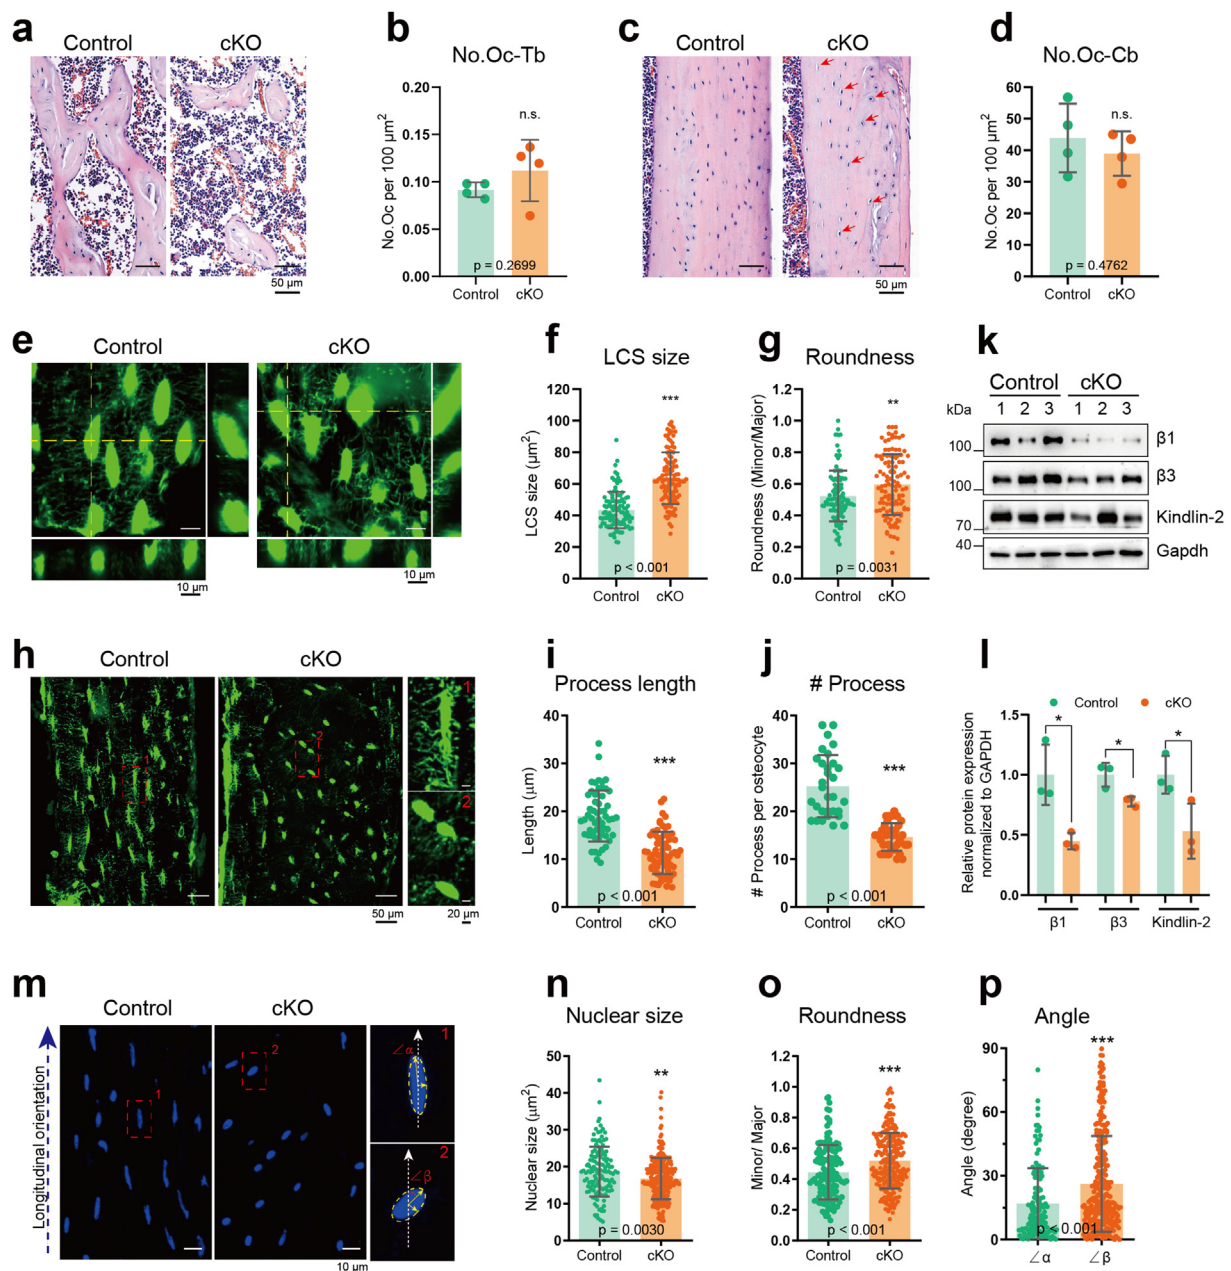 a
Control
cKO
50 µm
b
No.Oc-Tb
No.Oc per 100 µm²
0.20
0.15
0.10
0.05
0.00
n.s.
p = 0.2699
Control
cKO
c
Control
cKO
50 µm
d
No.Oc-Cb
No.Oc per 100 µm²
60
50
40
30
20
10
0
n.s.
p = 0.4762
Control
cKO
e
Control
cKO
10 µm
10 µm
f
LCS size
LCS size (µm²)
120
100
80
60
40
20
0
***
p < 0.001
Control
cKO
g
Roundness
Roundness (Minor/Major)
1.2
1.0
0.8
0.6
0.4
0.2
0.0
**
p = 0.0031
Control
cKO
k
Control
cKO
kDa
1 2 3 1 2 3
100
β1
100
β3
70
Kindlin-2
40
Gapdh
h
Control
cKO
1
2
1
2
50 µm
20 µm
i
Process length
Length (µm)
40
30
20
10
0
***
p < 0.001
Control
cKO
j
# Process
# Process per osteocyte
40
30
20
10
0
***
p < 0.001
Control
cKO
l
Control
cKO
Relative protein expression
normalized to GAPDH
1.5
1.0
0.5
0.0
*
*
*
β1
β3
Kindlin-2
m
Control
cKO
Longitudinal orientation
1
2
∠α
1
∠β
2
10 µm
n
Nuclear size
Nuclear size (µm²)
50
40
30
20
10
0
**
p = 0.0030
Control
cKO
o
Roundness
Minor/ Major
1.2
1.0
0.8
0.6
0.4
0.2
0.0
***
p < 0.001
Control
cKO
p
Angle
Angle (degree)
90
60
30
0
***
p < 0.001
∠α
∠β